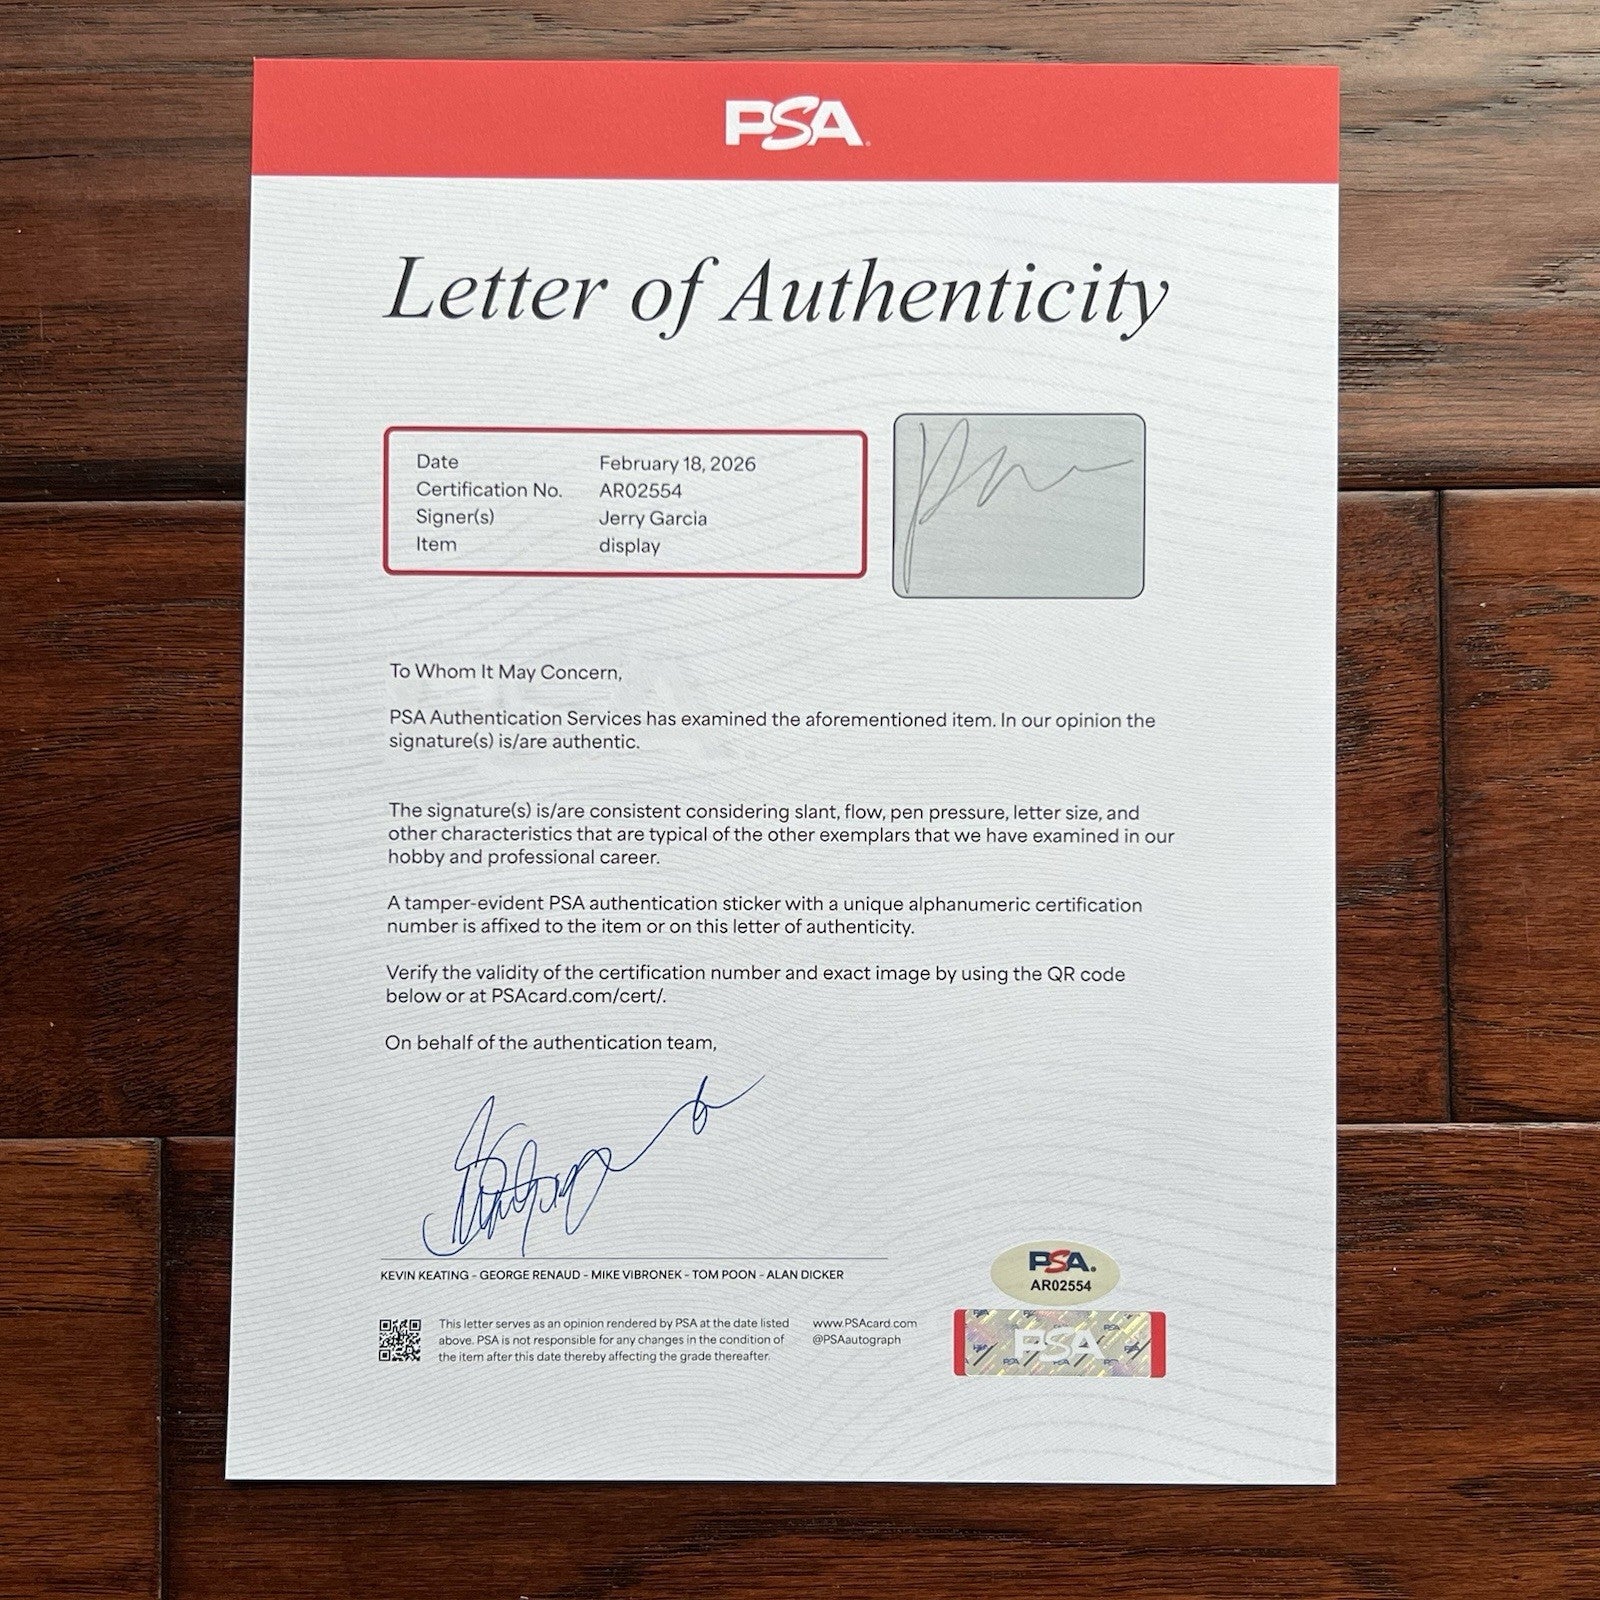 PSA
Letter of Authenticity
Date February 18, 2026
Certification No. AR02554
Signer(s) Jerry Garcia
Item display
To Whom It May Concern,
PSA Authentication Services has examined the aforementioned item. In our opinion the
signature(s) is/are authentic.
The signature(s) is/are consistent considering slant, flow, pen pressure, letter size, and
other characteristics that are typical of the other exemplars that we have examined in our
hobby and professional career.
A tamper-evident PSA authentication sticker with a unique alphanumeric certification
number is affixed to the item or on this letter of authenticity.
Verify the validity of the certification number and exact image by using the QR code
below or at PSAcard.com/cert/.
On behalf of the authentication team,
KEVIN KEATING - GEORGE RENAUD - MIKE VIBRONEK - TOM POON - ALAN DICKER
This letter serves as an opinion rendered by PSA at the date listed
above. PSA is not responsible for any changes in the condition of
the item after this date thereby affecting the grade thereafter.
www.PSAcard.com
@PSAautograph
PSA
AR02554
PSA